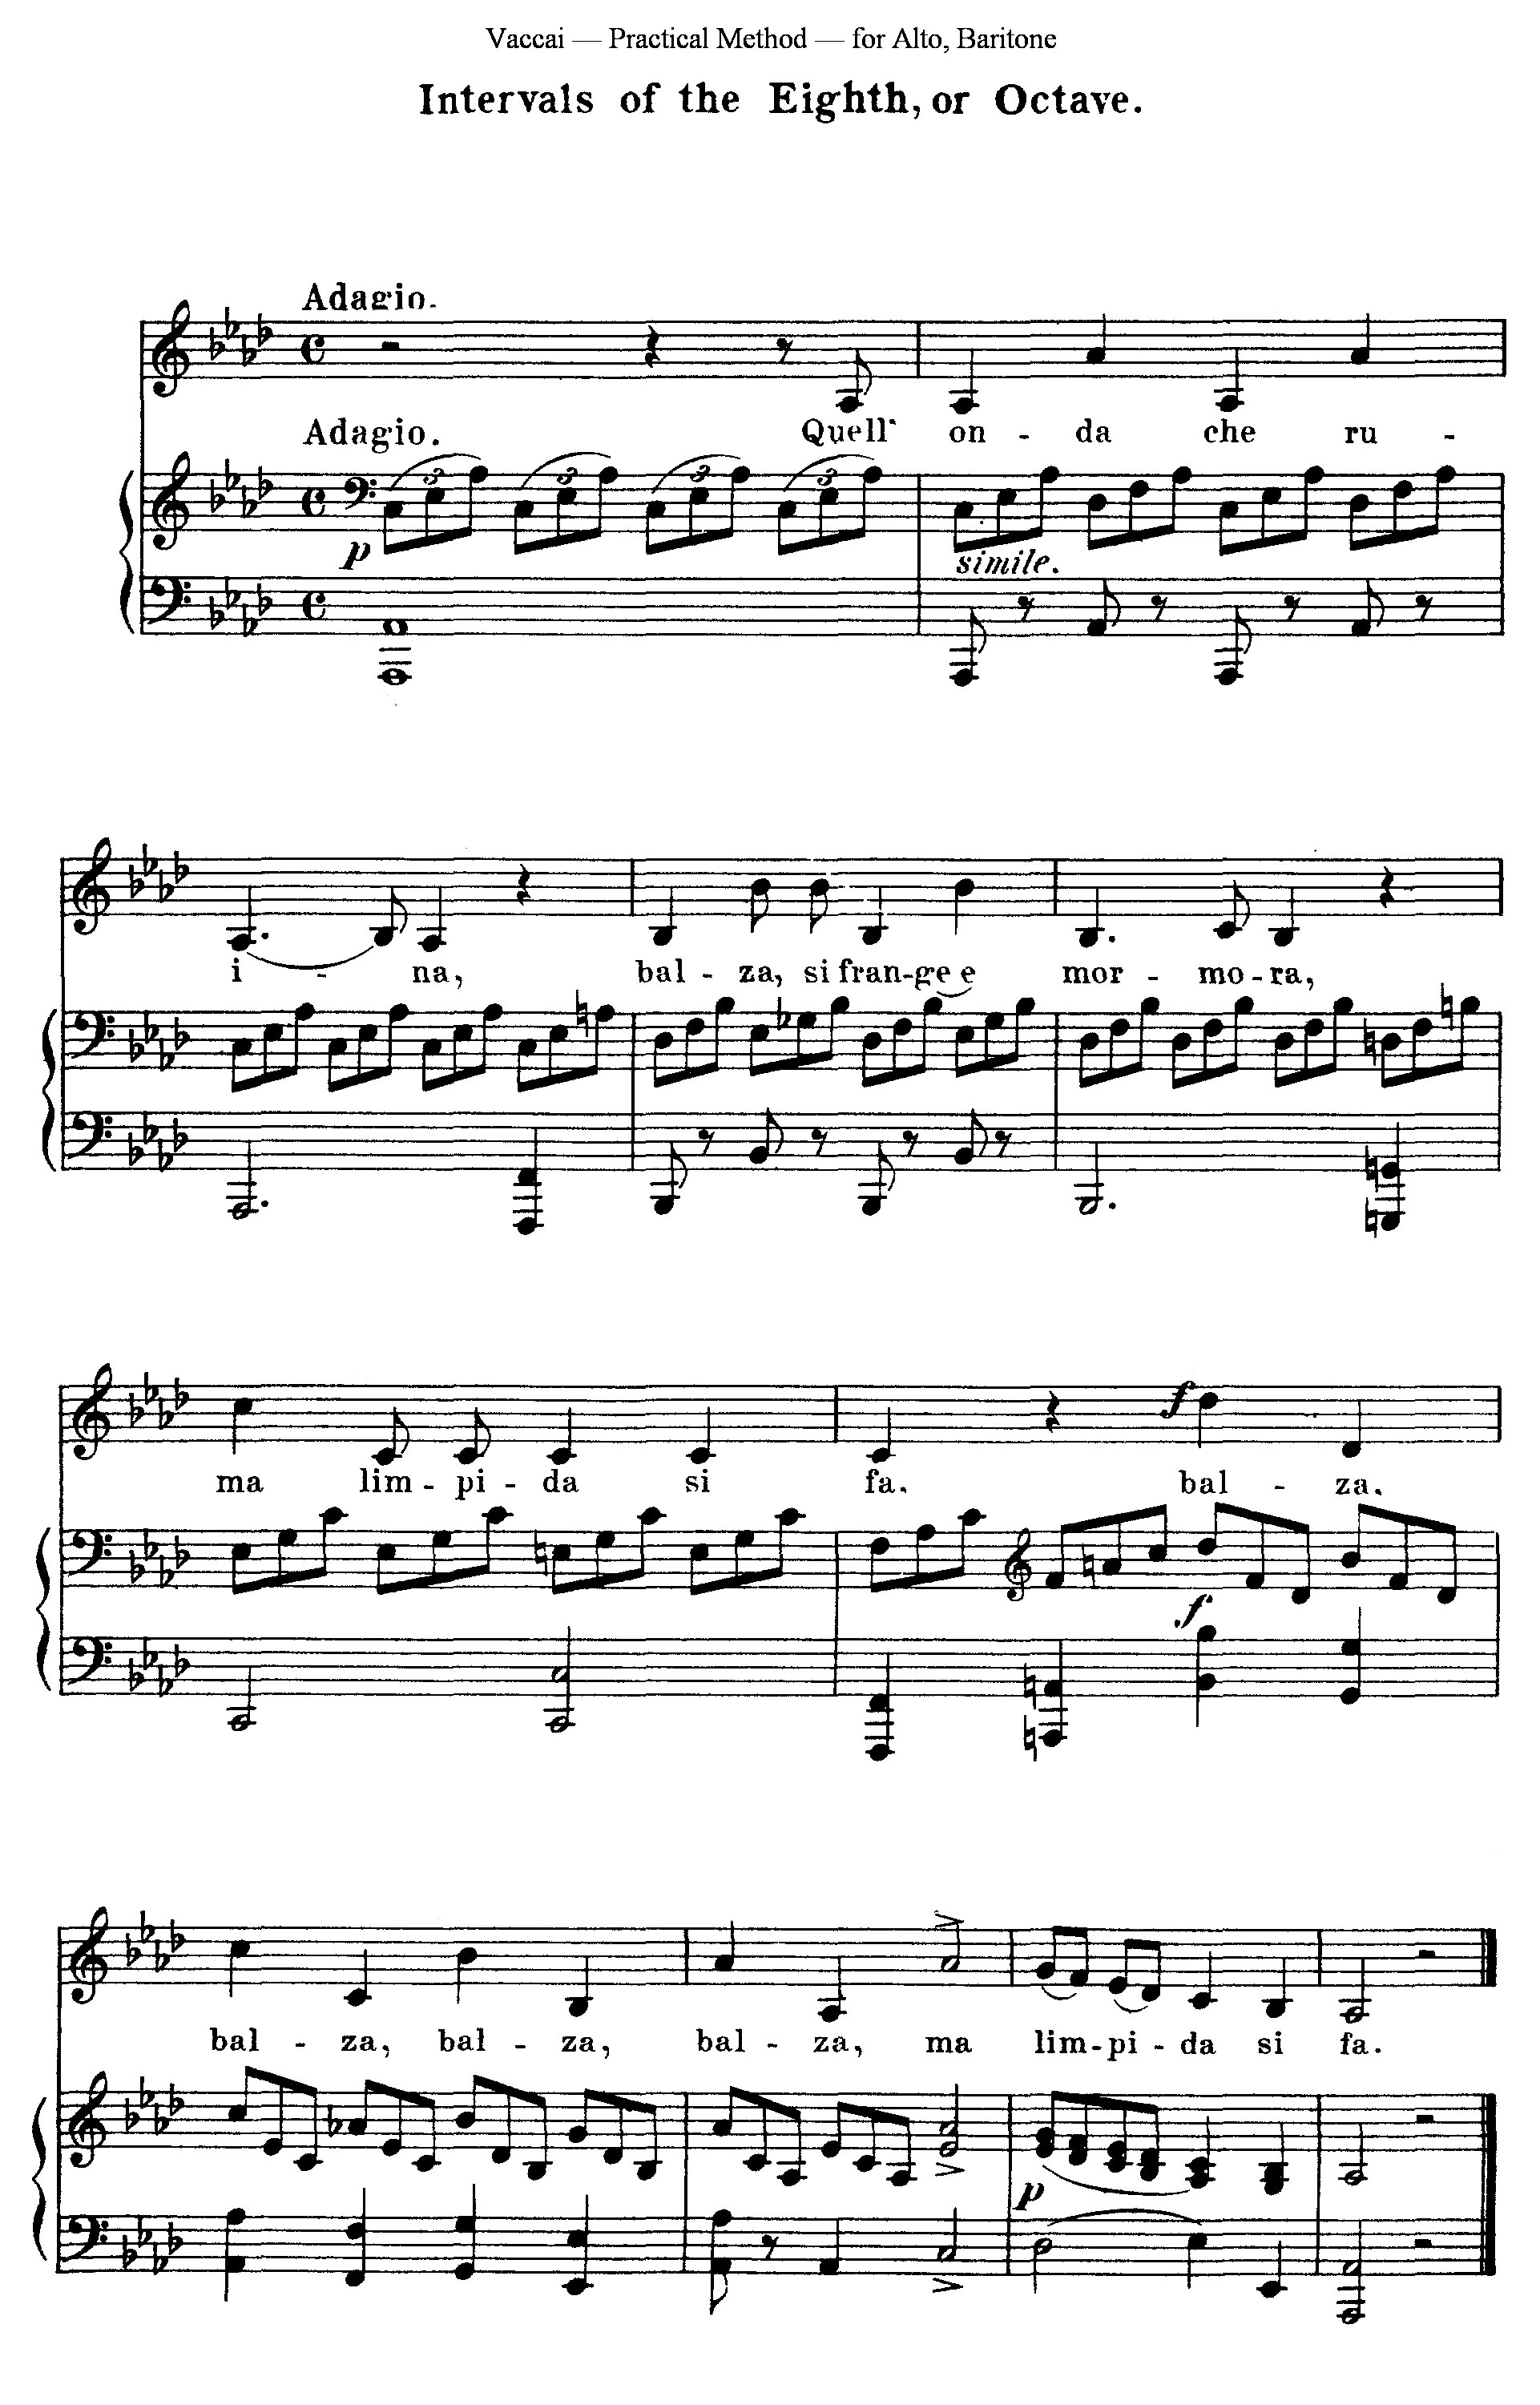 Vaccai — Practical Method — for Alto, Baritone
Intervals of the Eighth, or Octave.
Adagio.
Quell' on - da che ru -
Adagio.
3 3 3 3
p
simile.
i - na, bal - za, si fran - ge e mor - mo - ra,
f
ma lim - pi - da si fa. bal - za,
f
bal - za, bal - za, bal - za, ma lim - pi - da si fa.
p